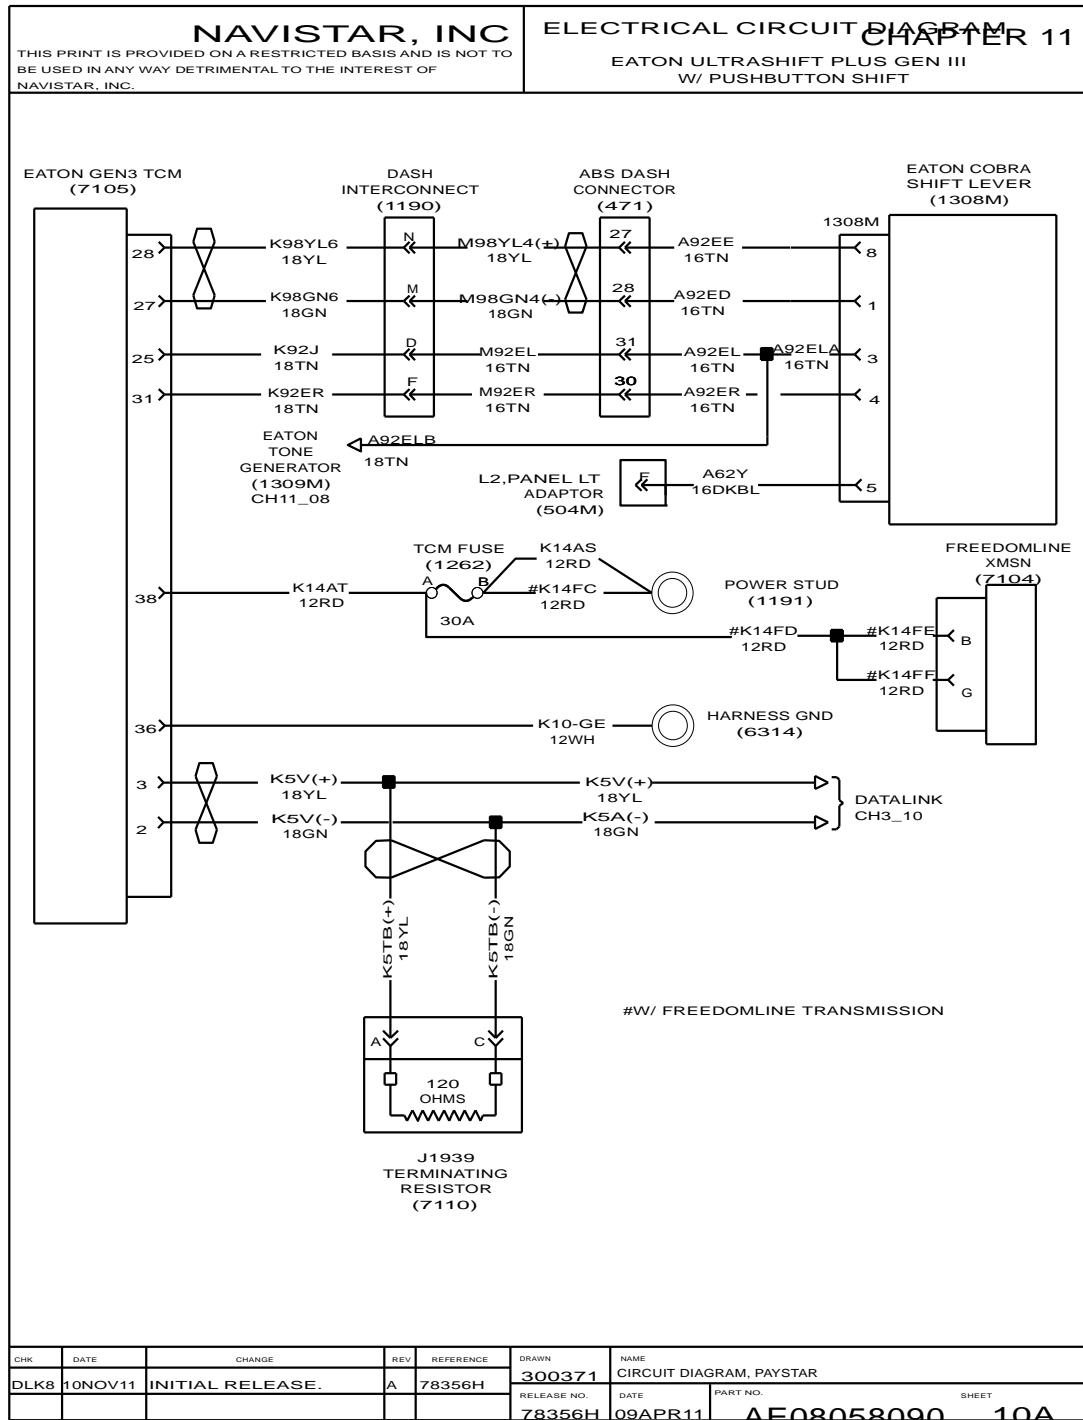 NAVISTAR, INC
THIS PRINT IS PROVIDED ON A RESTRICTED BASIS AND IS NOT TO
BE USED IN ANY WAY DETRIMENTAL TO THE INTEREST OF
NAVISTAR, INC.
ELECTRICAL CIRCUIT DIAGRAM
CHAPTER 11
EATON ULTRASHIFT PLUS GEN III
W/ PUSHBUTTON SHIFT
EATON GEN3 TCM
(7105)
DASH
INTERCONNECT
(1190)
ABS DASH
CONNECTOR
(471)
EATON COBRA
SHIFT LEVER
(1308M)
1308M
28
K98YL6
18YL
N
M98YL4(+)
18YL
27
A92EE
16TN
8
27
K98GN6
18GN
M
M98GN4(-)
18GN
28
A92ED
16TN
1
25
K92J
18TN
D
M92EL
16TN
31
A92EL
16TN
A92ELA
16TN
3
31
K92ER
18TN
F
M92ER
16TN
30
A92ER
16TN
4
EATON
TONE
GENERATOR
(1309M)
CH11_08
A92ELB
18TN
L2,PANEL LT
ADAPTOR
(504M)
E
A62Y
16DKBL
5
TCM FUSE
(1262)
K14AS
12RD
FREEDOMLINE
XMSN
(7104)
38
K14AT
12RD
A
B
30A
#K14FC
12RD
POWER STUD
(1191)
#K14FD
12RD
#K14FE
12RD
B
#K14FF
12RD
G
36
K10-GE
12WH
HARNESS GND
(6314)
3
K5V(+)
18YL
K5V(+)
18YL
2
K5V(-)
18GN
K5A(-)
18GN
DATALINK
CH3_10
K5TB(+)
18YL
K5TB(-)
18GN
#W/ FREEDOMLINE TRANSMISSION
A
C
120
OHMS
J1939
TERMINATING
RESISTOR
(7110)
CHK DATE CHANGE REV REFERENCE
DLK8 10NOV11 INITIAL RELEASE. A 78356H
DRAWN
300371
NAME
CIRCUIT DIAGRAM, PAYSTAR
RELEASE NO.
78356H
DATE
09APR11
PART NO.
AE08058090
SHEET
10A